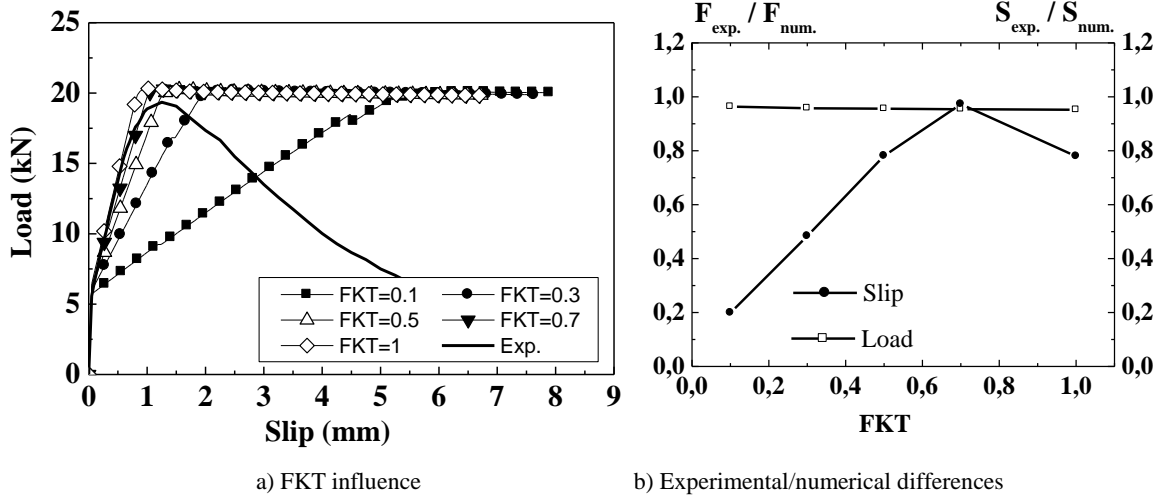 25
20
15
10
5
0
Load (kN)
0 1 2 3 4 5 6 7 8 9
Slip (mm)
FKT=0.1 FKT=0.3
FKT=0.5 FKT=0.7
FKT=1 Exp.
a) FKT influence
F exp. / F num. S exp. / S num.
1,2 1,2
1,0 1,0
0,8 0,8
0,6 0,6
0,4 0,4
0,2 0,2
0,0 0,0
Slip
Load
0,0 0,2 0,4 0,6 0,8 1,0
FKT
b) Experimental/numerical differences